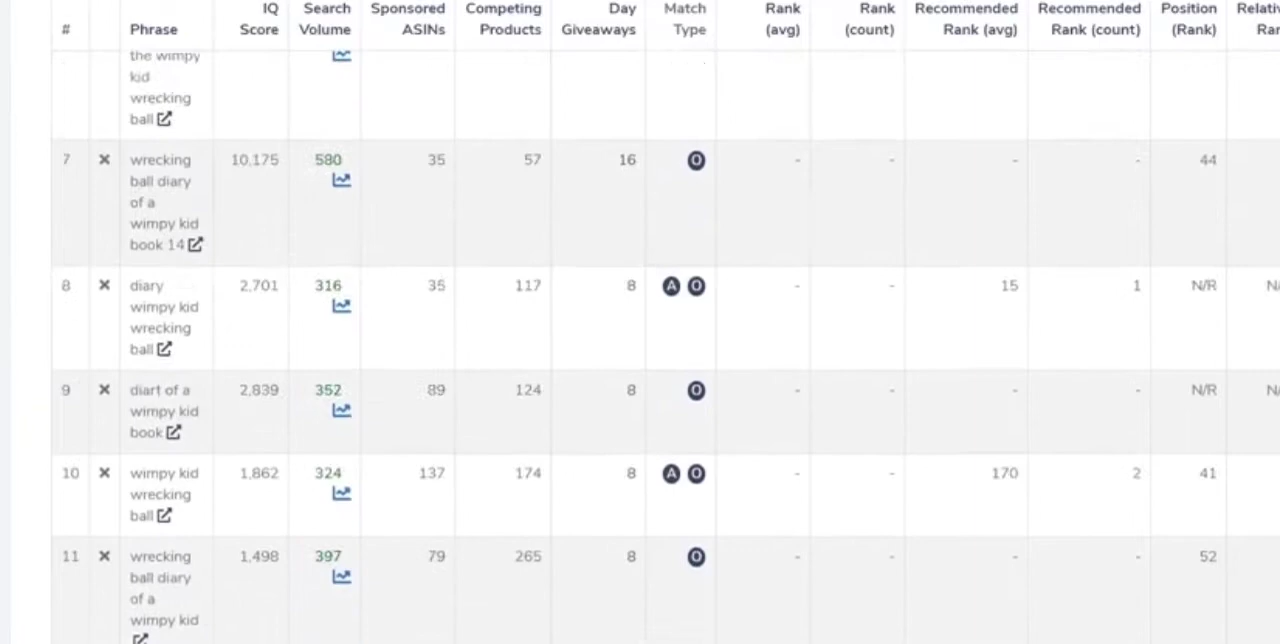 # Phrase IQ Score Search Volume Sponsored ASINs Competing Products Day Giveaways Match Type Rank (avg) Rank (count) Recommended Rank (avg) Recommended Rank (count) Position (Rank)
the wimpy
kid
wrecking
ball
7 × wrecking 10,175 580 35 57 16 O - - - - 44
ball diary
of a
wimpy kid
book 14
8 × diary 2,701 316 35 117 8 A O - - 15 1 N/R
wimpy kid
wrecking
ball
9 × diart of a 2,839 352 89 124 8 O - - - - N/R
wimpy kid
book
10 × wimpy kid 1,862 324 137 174 8 A O - - 170 2 41
wrecking
ball
11 × wrecking 1,498 397 79 265 8 O - - - - 52
ball diary
of a
wimpy kid